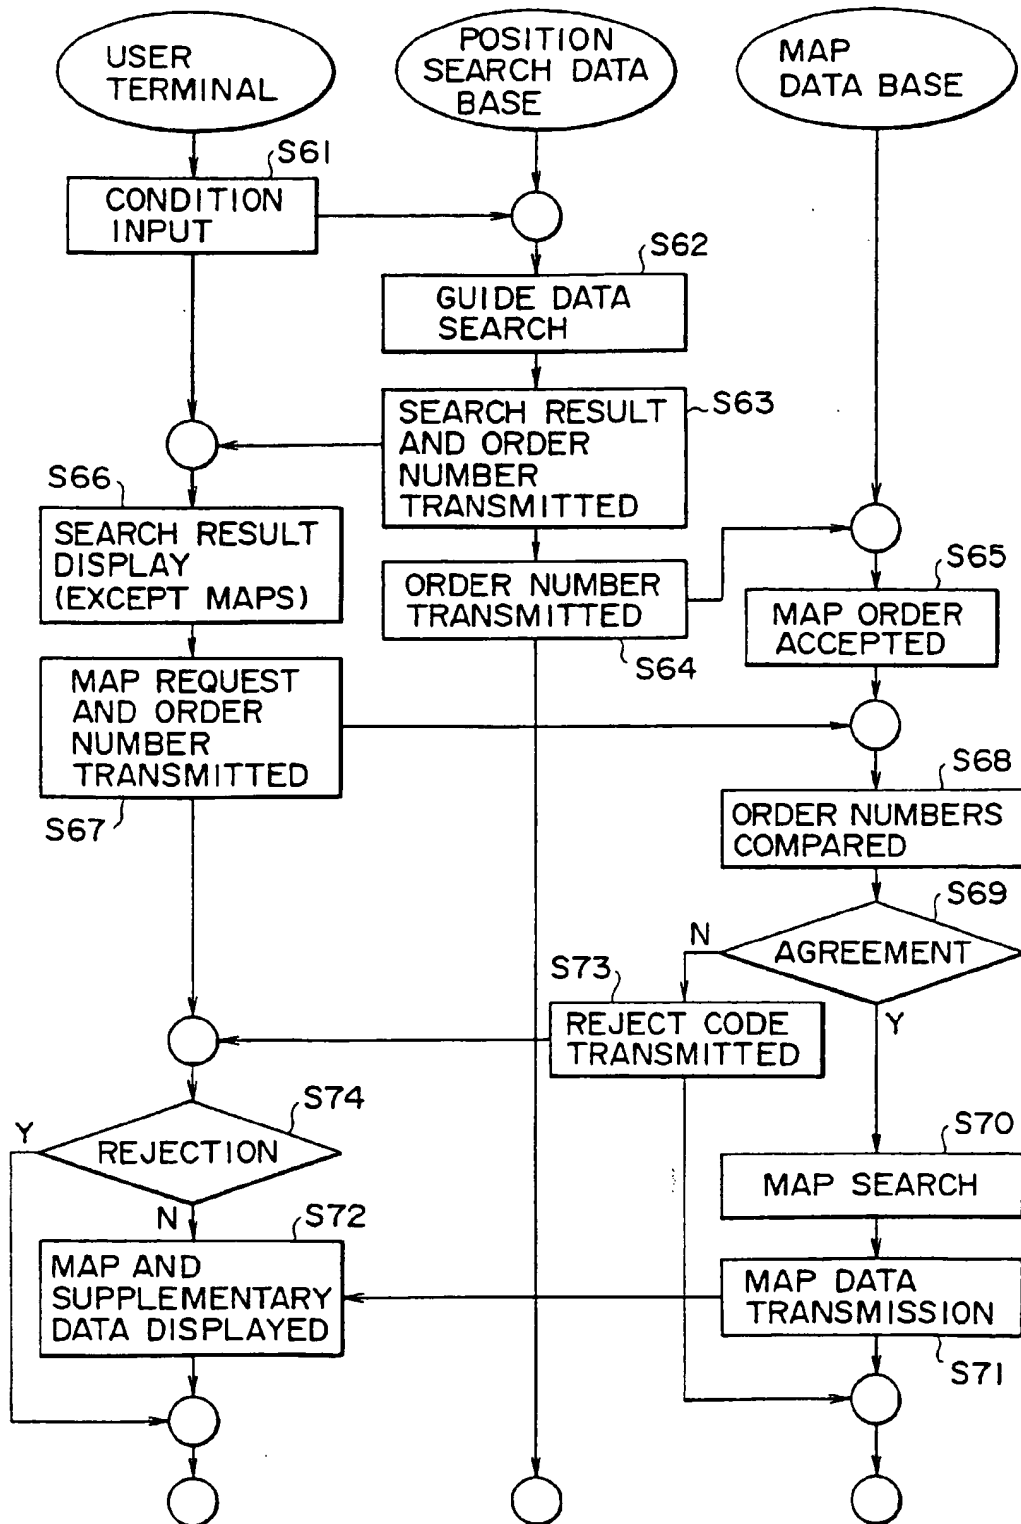 USER
TERMINAL
POSITION
SEARCH DATA
BASE
MAP
DATA BASE
S61
CONDITION
INPUT
S62
GUIDE DATA
SEARCH
S63
SEARCH RESULT
AND ORDER
NUMBER
TRANSMITTED
S66
SEARCH RESULT
DISPLAY
(EXCEPT MAPS)
ORDER NUMBER
TRANSMITTED
S64
S65
MAP ORDER
ACCEPTED
MAP REQUEST
AND ORDER
NUMBER
TRANSMITTED
S67
S68
ORDER NUMBERS
COMPARED
S69
AGREEMENT
N
Y
S73
REJECT CODE
TRANSMITTED
S74
REJECTION
Y
N
S70
MAP SEARCH
S72
MAP AND
SUPPLEMENTARY
DATA DISPLAYED
MAP DATA
TRANSMISSION
S71